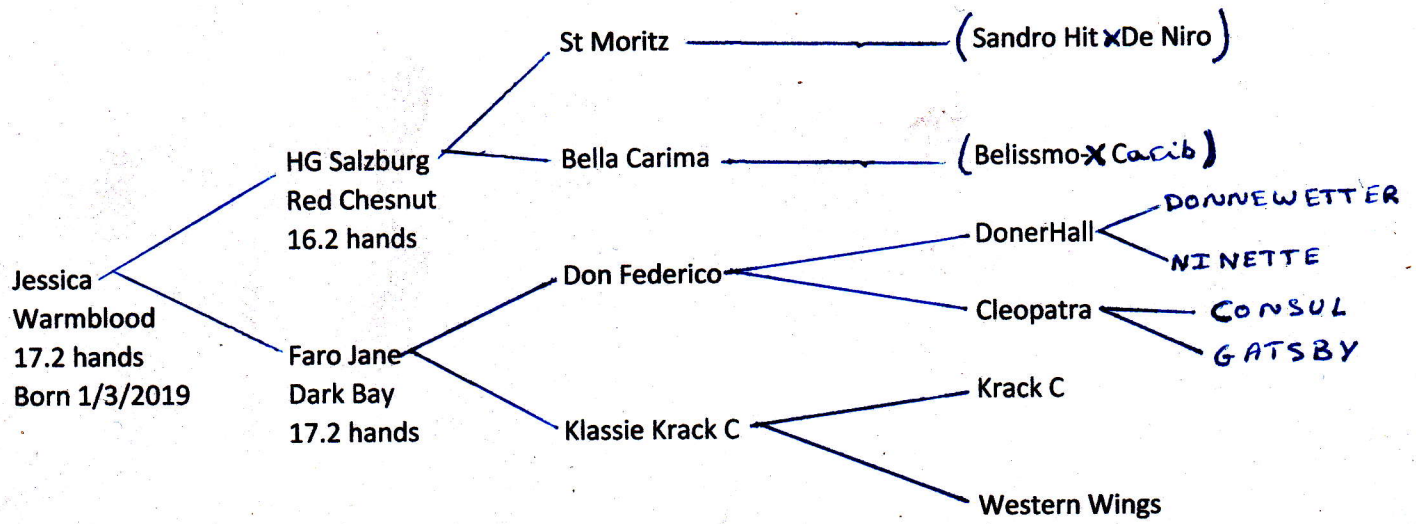 St Moritz
(Sandro Hit x De Niro)
HG Salzburg
Red Chesnut
16.2 hands
Bella Carima
(Belissmo-X Cacib)
DONNEWETTER
DonerHall
NINETTE
Jessica
Warmblood
17.2 hands
Born 1/3/2019
Don Federico
Cleopatra
CONSUL
GATSBY
Faro Jane
Dark Bay
17.2 hands
Klassie Krack C
Krack C
Western Wings